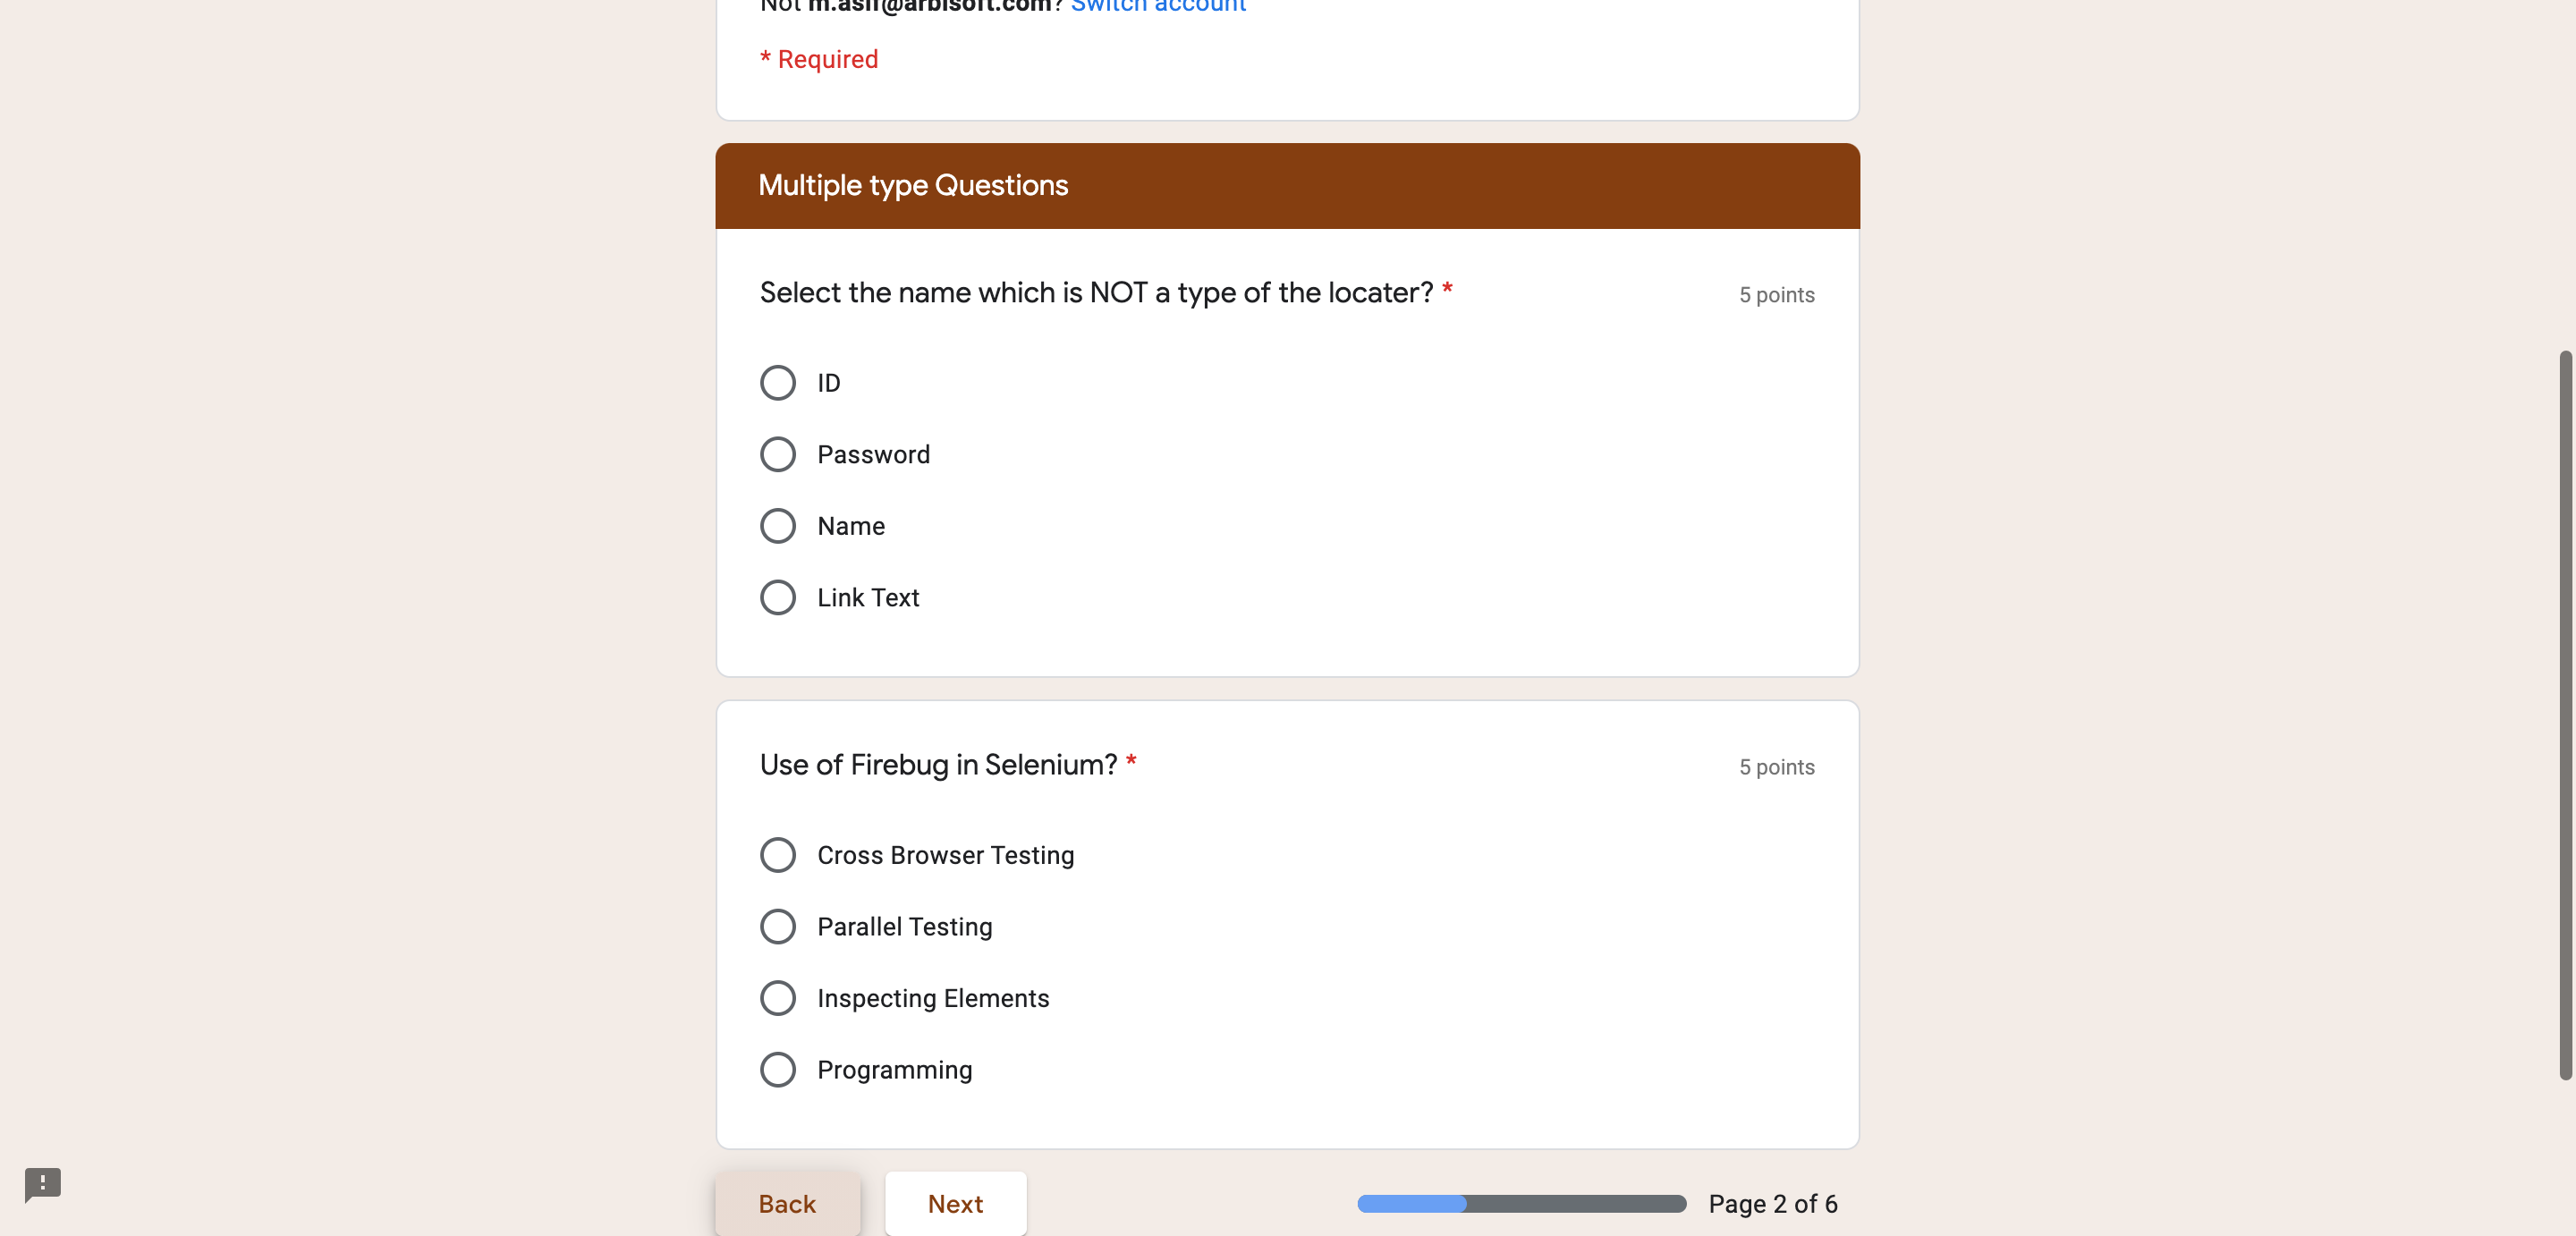 Not m.asif@arbisoft.com? Switch account
* Required
Multiple type Questions
Select the name which is NOT a type of the locater? *
5 points
ID
Password
Name
Link Text
Use of Firebug in Selenium? *
5 points
Cross Browser Testing
Parallel Testing
Inspecting Elements
Programming
Back
Next
Page 2 of 6